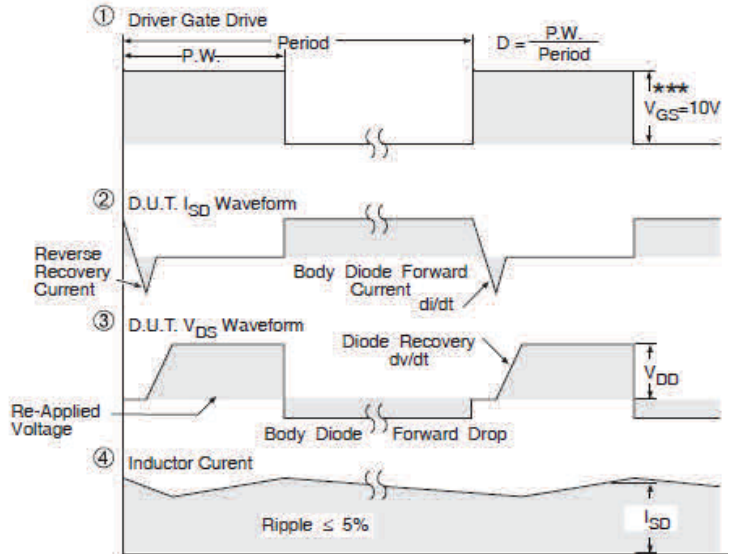 ① Driver Gate Drive
Period
P.W.
D = P.W.
Period
***
VGS=10V
② D.U.T. ISD Waveform
Reverse
Recovery
Current
Body Diode Forward
Current
di/dt
③ D.U.T. VDS Waveform
Diode Recovery
dv/dt
VDD
Re-Applied
Voltage
Body Diode
Forward Drop
④ Inductor Curent
Ripple ≤ 5%
ISD